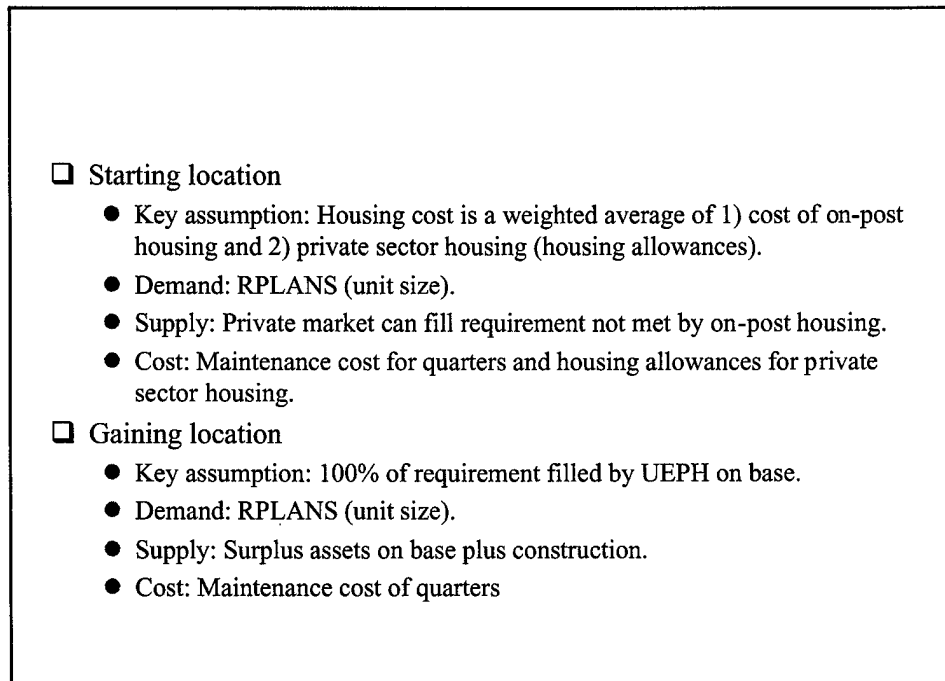 ❑ Starting location
● Key assumption: Housing cost is a weighted average of 1) cost of on-post
housing and 2) private sector housing (housing allowances).
● Demand: RPLANS (unit size).
● Supply: Private market can fill requirement not met by on-post housing.
● Cost: Maintenance cost for quarters and housing allowances for private
sector housing.
❑ Gaining location
● Key assumption: 100% of requirement filled by UEPH on base.
● Demand: RPLANS (unit size).
● Supply: Surplus assets on base plus construction.
● Cost: Maintenance cost of quarters